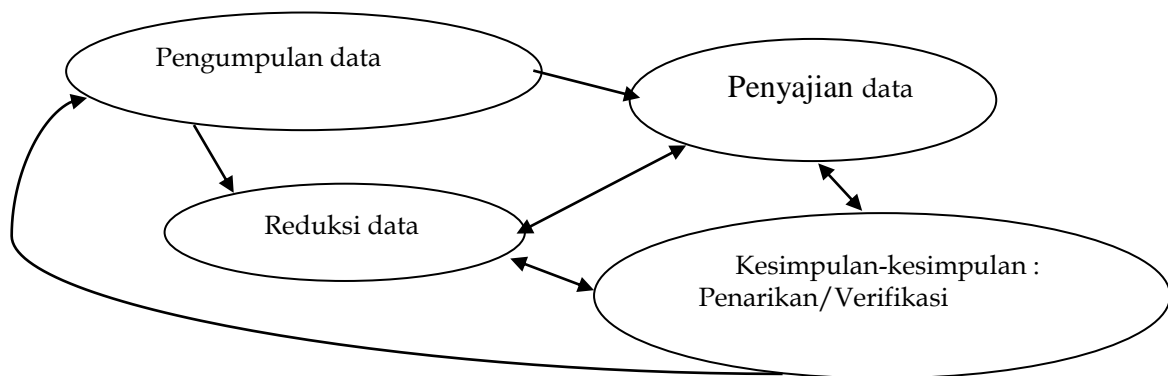 Pengumpulan data
Penyajian data
Reduksi data
Kesimpulan-kesimpulan :
Penarikan/Verifikasi